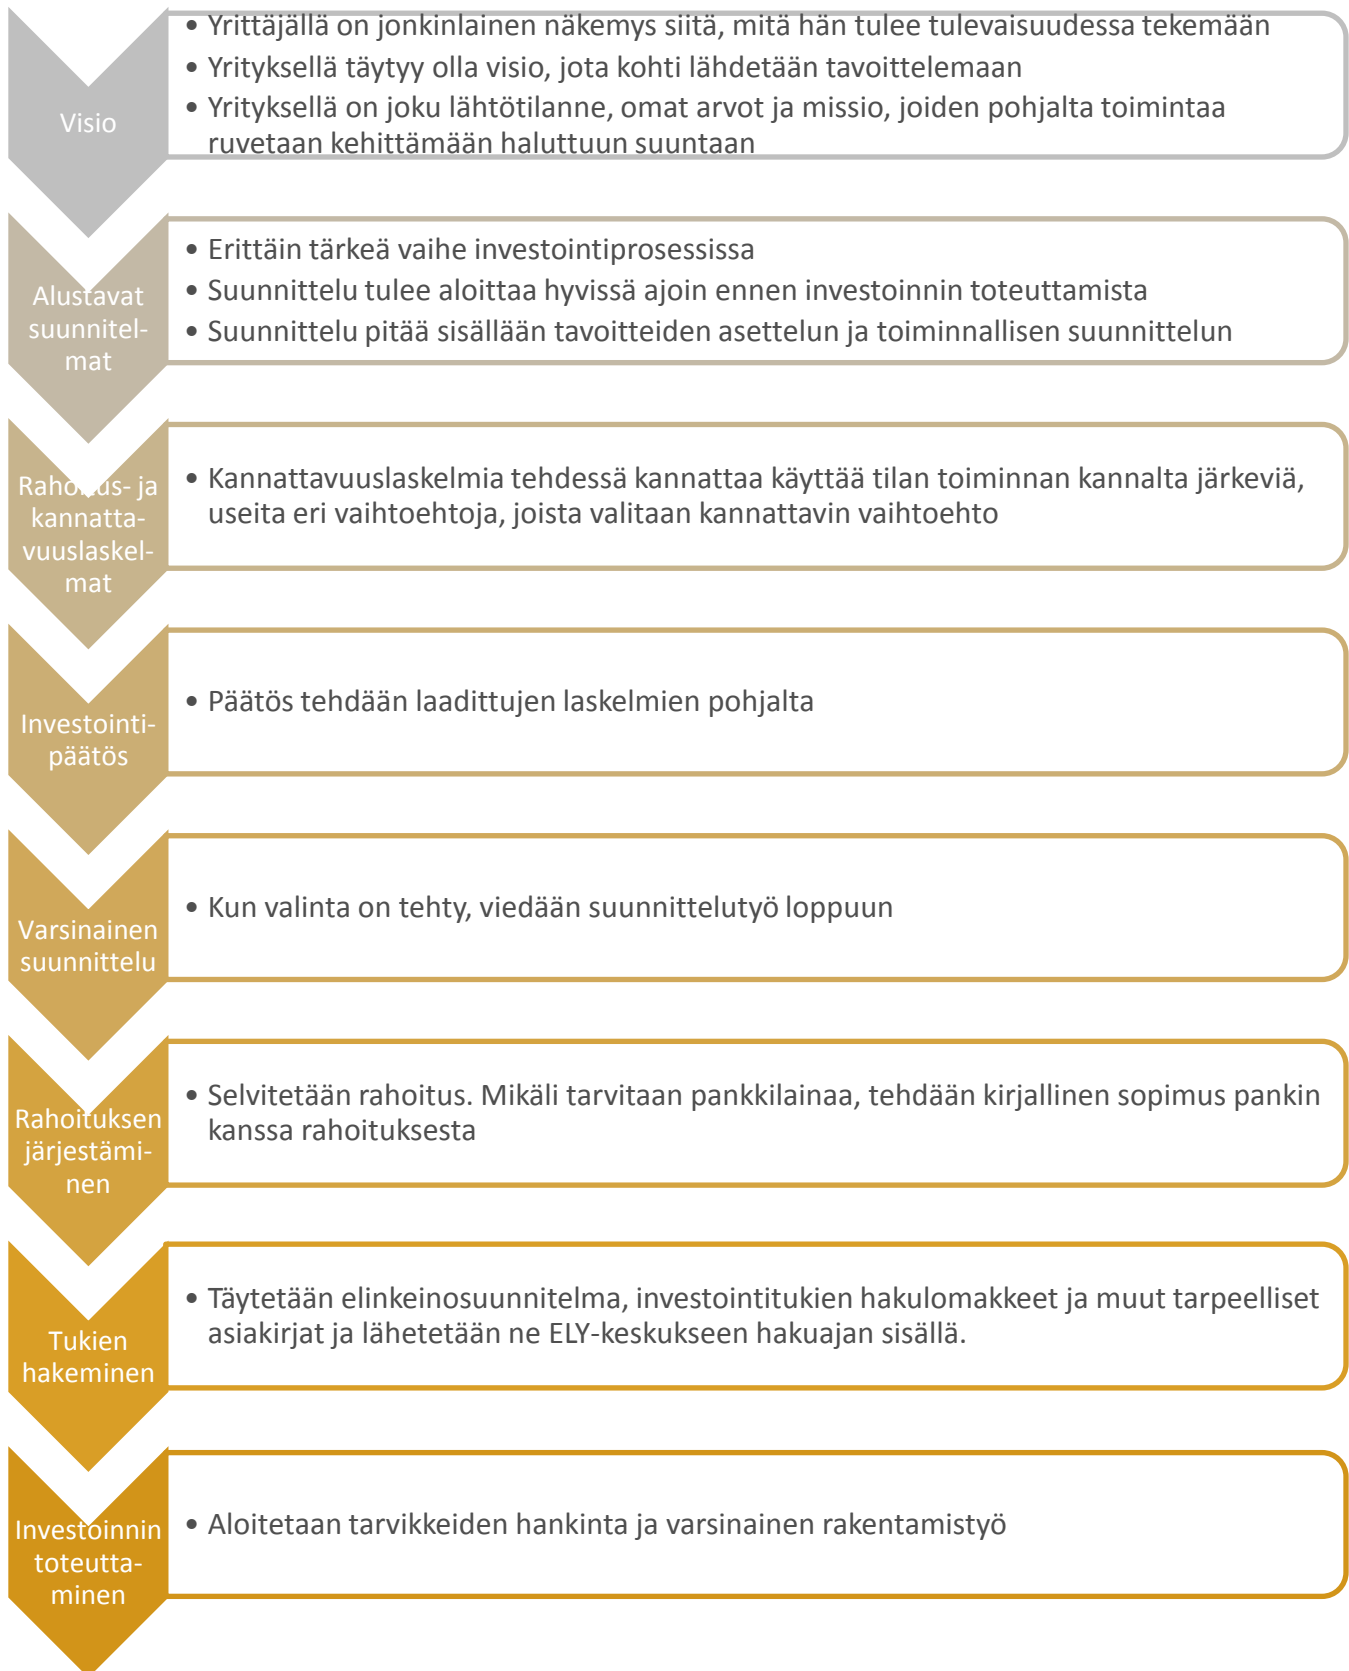 Visio
• Yrittäjällä on jonkinlainen näkemys siitä, mitä hän tulee tulevaisuudessa tekemään
• Yrityksellä täytyy olla visio, jota kohti lähdetään tavoittelemaan
• Yrityksellä on joku lähtötilanne, omat arvot ja missio, joiden pohjalta toimintaa
ruvetaan kehittämään haluttuun suuntaan
Alustavat
suunnitel-
mat
• Erittäin tärkeä vaihe investointiprosessissa
• Suunnittelu tulee aloittaa hyvissä ajoin ennen investoinnin toteuttamista
• Suunnittelu pitää sisällään tavoitteiden asettelun ja toiminnallisen suunnittelun
Rahoitus- ja
kannatta-
vuuslaskel-
mat
• Kannattavuuslaskelmia tehdessä kannattaa käyttää tilan toiminnan kannalta järkeviä,
useita eri vaihtoehtoja, joista valitaan kannattavin vaihtoehto
Investointi-
päätös
• Päätös tehdään laadittujen laskelmien pohjalta
Varsinainen
suunnittelu
• Kun valinta on tehty, viedään suunnittelutyö loppuun
Rahoituksen
järjestämi-
nen
• Selvitetään rahoitus. Mikäli tarvitaan pankkilainaa, tehdään kirjallinen sopimus pankin
kanssa rahoituksesta
Tukien
hakeminen
• Täytetään elinkeinosuunnitelma, investointitukien hakulomakkeet ja muut tarpeelliset
asiakirjat ja lähetetään ne ELY-keskukseen hakuajan sisällä.
Investoinnin
toteutta-
minen
• Aloitetaan tarvikkeiden hankinta ja varsinainen rakentamistyö